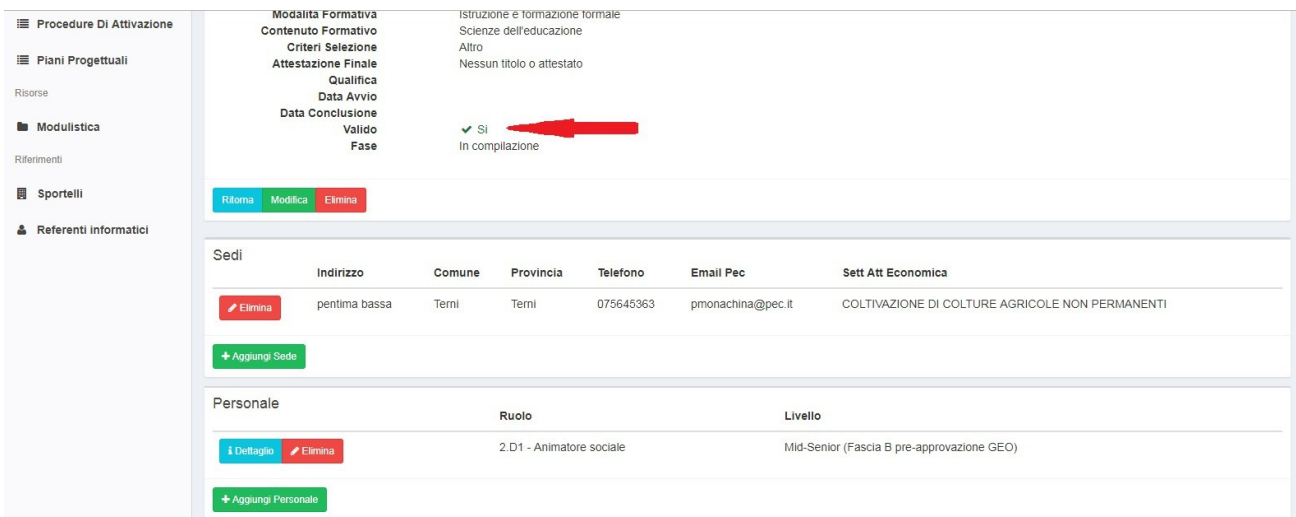 Procedure Di Attivazione
Piani Progettuali
Risorse
Modulistica
Riferimenti
Sportelli
Referenti informatici
Modalità Formativa Istruzione e formazione formale
Contenuto Formativo Scienze dell'educazione
Criteri Selezione Altro
Attestazione Finale Nessun titolo o attestato
Qualifica
Data Avvio
Data Conclusione
Valido Si
Fase In compilazione
Ritorna Modifica Elimina
Sedi
Indirizzo Comune Provincia Telefono Email Pec Sett Att Economica
Elimina pentima bassa Terni Terni 075645363 pmonachina@pec.it COLTIVAZIONE DI COLTURE AGRICOLE NON PERMANENTI
+ Aggiungi Sede
Personale
Ruolo Livello
Dettaglio Elimina 2.D1 - Animatore sociale Mid-Senior (Fascia B pre-approvazione GEO)
+ Aggiungi Personale